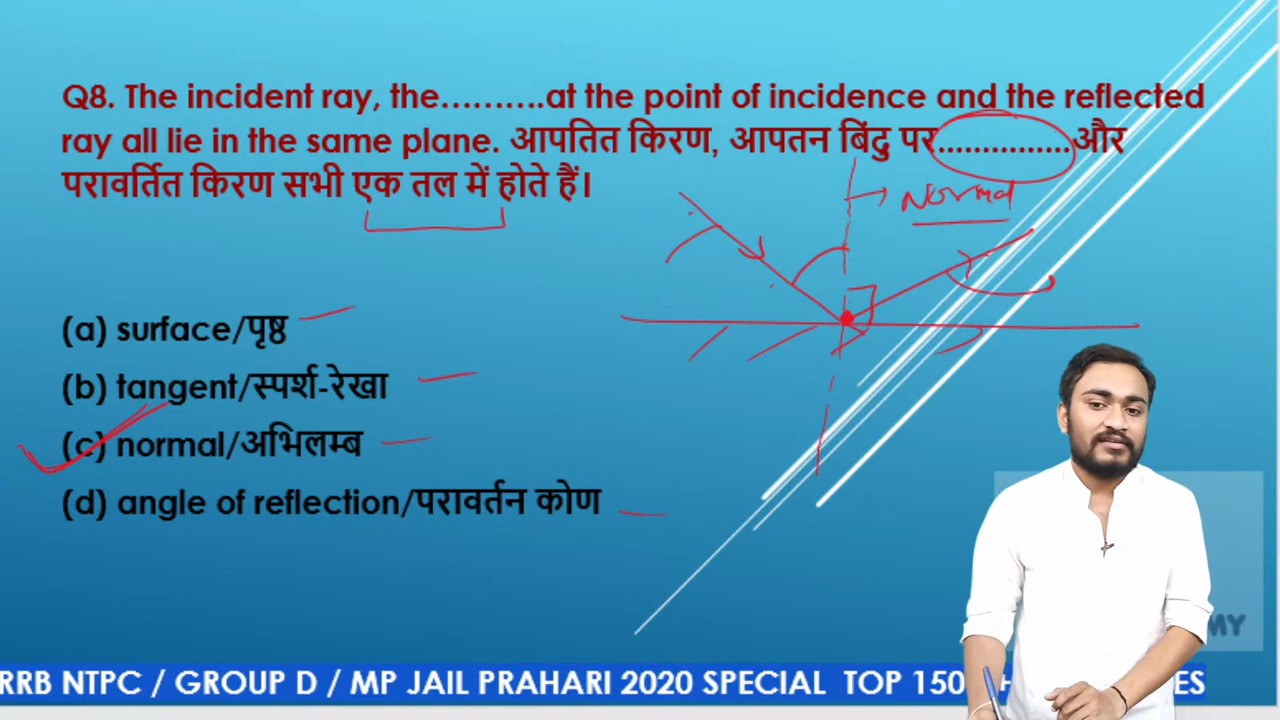 Q8. The incident ray, the..........at the point of incidence and the reflected
ray all lie in the same plane. आपतित किरण, आपतन बिंदु पर...............और
परावर्तित किरण सभी एक तल में होते हैं।
Normal
(a) surface/पृष्ठ
(b) tangent/स्पर्श-रेखा
(c) normal/अभिलम्ब
(d) angle of reflection/परावर्तन कोण
MY
RRB NTPC / GROUP D / MP JAIL PRAHARI 2020 SPECIAL TOP 150 ES